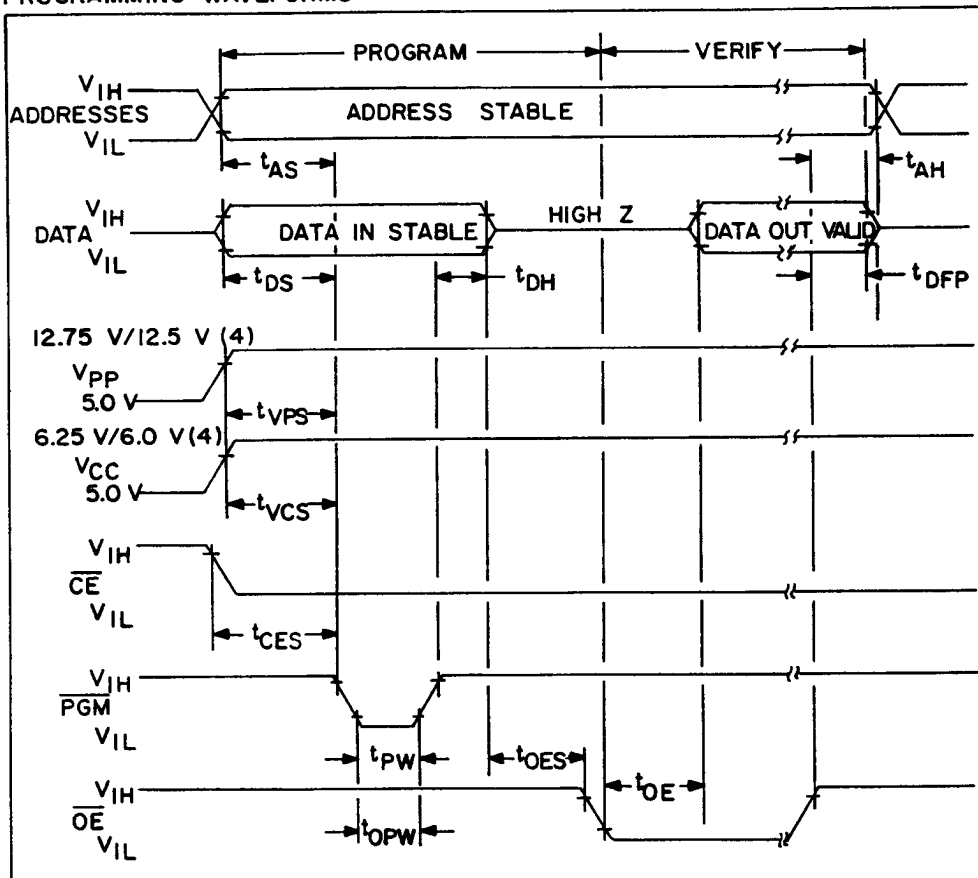 PROGRAMMING WAVEFORMS
PROGRAM
VERIFY
VIH
ADDRESSES
VIL
ADDRESS STABLE
tAS
tAH
VIH
DATA
VIL
DATA IN STABLE
HIGH Z
DATA OUT VALID
tDS
tDH
tDFP
12.75 V/12.5 V (4)
VPP
5.0 V
tVPS
6.25 V/6.0 V (4)
VCC
5.0 V
tVCS
VIH
CE
VIL
tCES
VIH
PGM
VIL
tPW
tOES
VIH
OE
VIL
tOPW
tOE